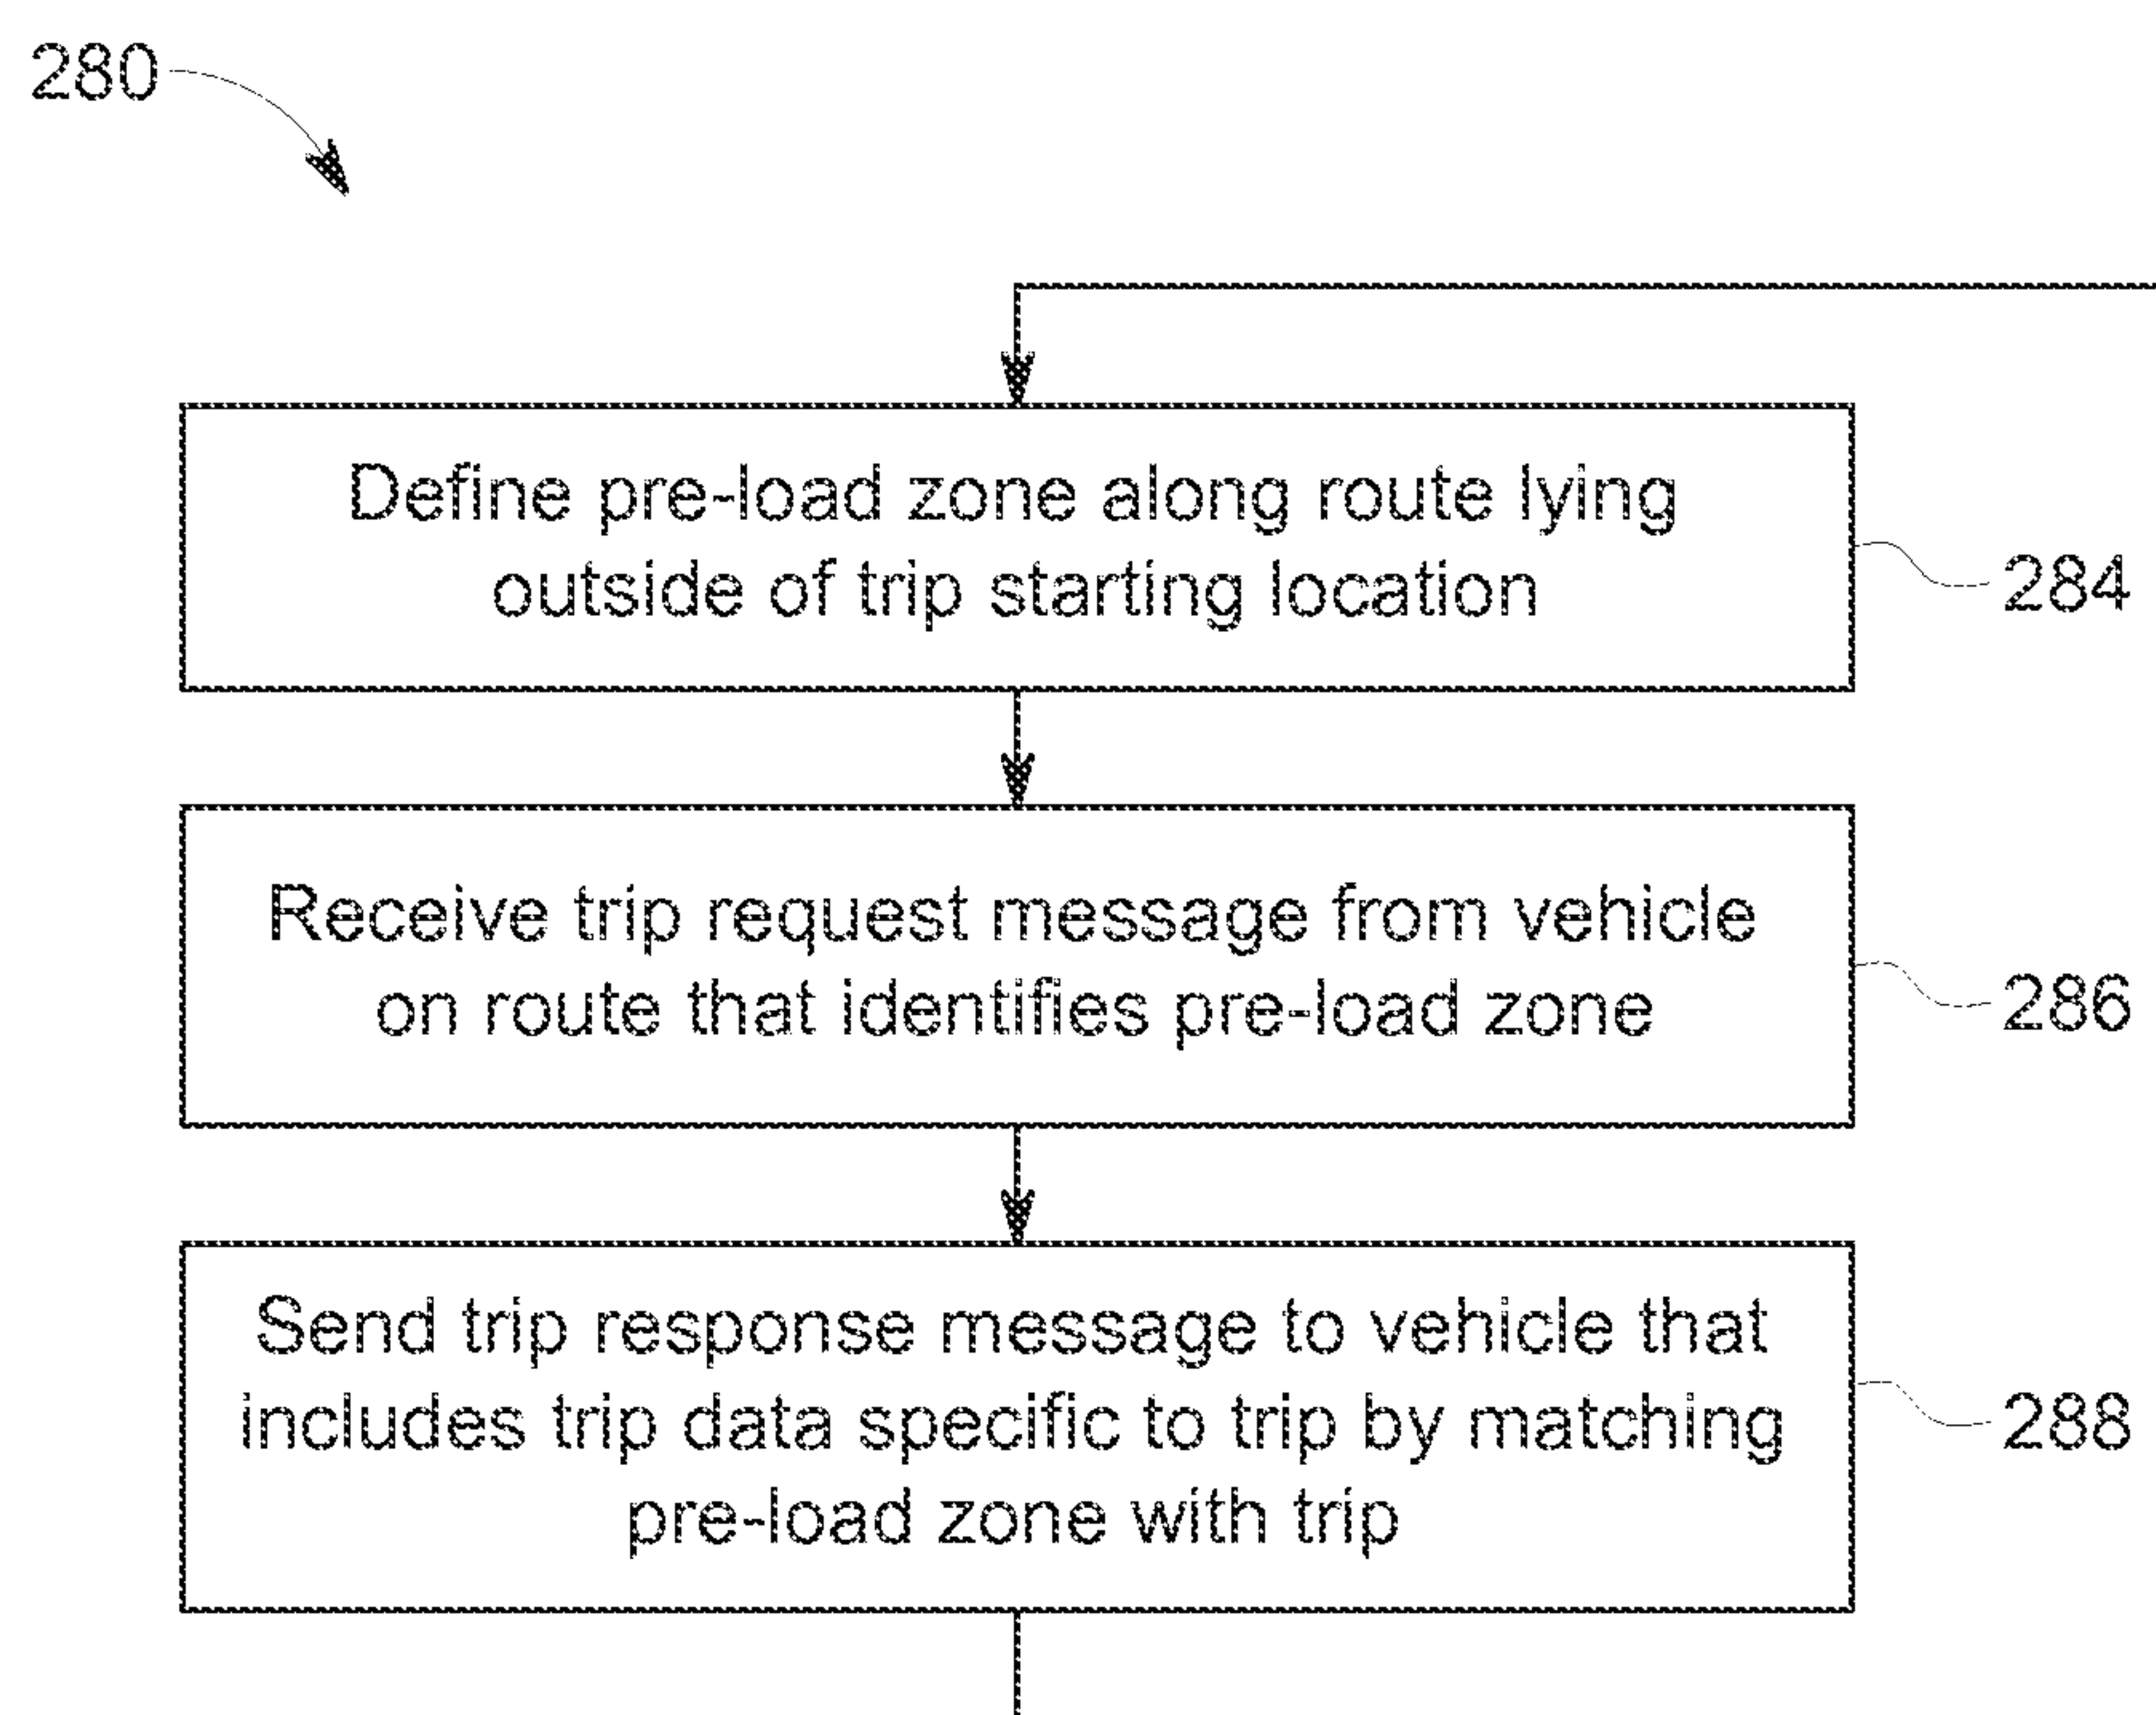 280
Define pre-load zone along route lying
outside of trip starting location
284
Receive trip request message from vehicle
on route that identifies pre-load zone
286
Send trip response message to vehicle that
includes trip data specific to trip by matching
pre-load zone with trip
288